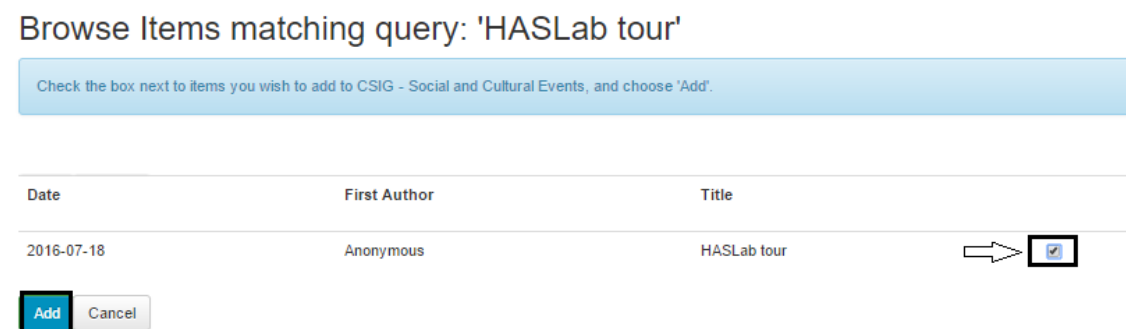 Browse Items matching query: 'HASLab tour'
Check the box next to items you wish to add to CSIG - Social and Cultural Events, and choose 'Add'.
Date First Author Title
2016-07-18 Anonymous HASLab tour
Add Cancel